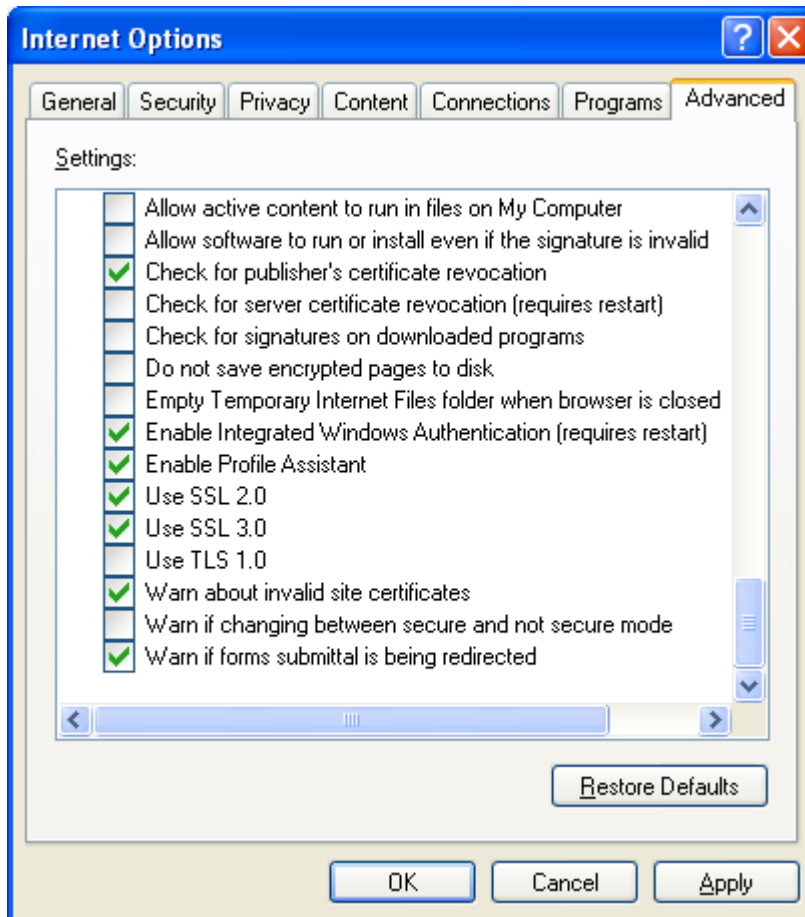 Internet Options
General Security Privacy Content Connections Programs Advanced
Settings:
Allow active content to run in files on My Computer
Allow software to run or install even if the signature is invalid
Check for publisher's certificate revocation
Check for server certificate revocation (requires restart)
Check for signatures on downloaded programs
Do not save encrypted pages to disk
Empty Temporary Internet Files folder when browser is closed
Enable Integrated Windows Authentication (requires restart)
Enable Profile Assistant
Use SSL 2.0
Use SSL 3.0
Use TLS 1.0
Warn about invalid site certificates
Warn if changing between secure and not secure mode
Warn if forms submittal is being redirected
Restore Defaults
OK Cancel Apply